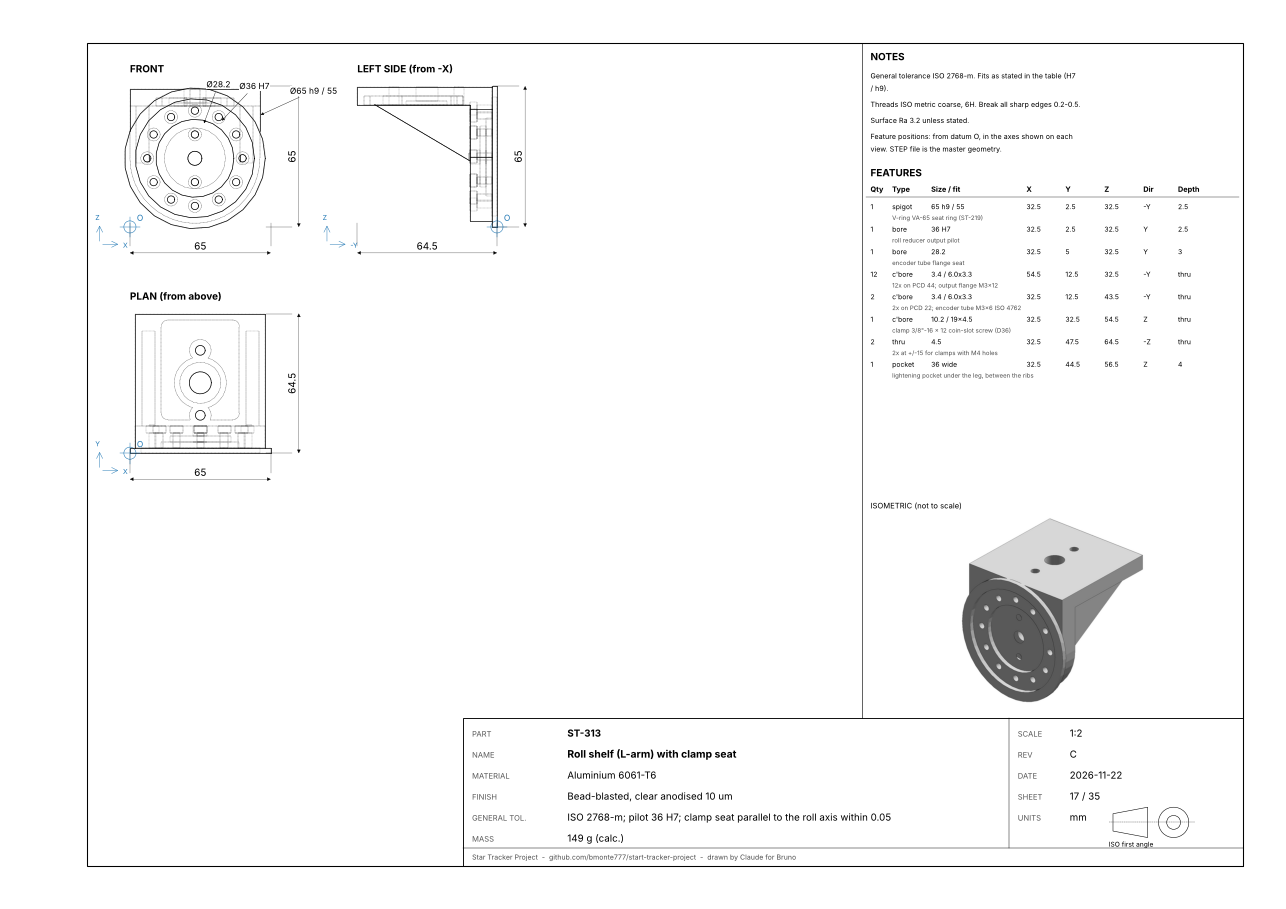 FRONT
LEFT SIDE (from -X)
Ø28.2
Ø36 H7
Ø65 h9 / 55
65
65
Z
O
X
65
Z
O
-Y
64.5
PLAN (from above)
64.5
Y
O
X
65
NOTES
General tolerance ISO 2768-m. Fits as stated in the table (H7
/ h9).
Threads ISO metric coarse, 6H. Break all sharp edges 0.2-0.5.
Surface Ra 3.2 unless stated.
Feature positions: from datum O, in the axes shown on each
view. STEP file is the master geometry.
FEATURES
Qty Type Size / fit X Y Z Dir Depth
1 spigot 65 h9 / 55 32.5 2.5 32.5 -Y 2.5
V-ring VA-65 seat ring (ST-219)
1 bore 36 H7 32.5 2.5 32.5 Y 2.5
roll reducer output pilot
1 bore 28.2 32.5 5 32.5 Y 3
encoder tube flange seat
12 c'bore 3.4 / 6.0x3.3 54.5 12.5 32.5 -Y thru
12x on PCD 44; output flange M3×12
2 c'bore 3.4 / 6.0x3.3 32.5 12.5 43.5 -Y thru
2x on PCD 22; encoder tube M3×6 ISO 4762
1 c'bore 10.2 / 19×4.5 32.5 32.5 54.5 Z thru
clamp 3/8"-16 × 12 coin-slot screw (D36)
2 thru 4.5 32.5 47.5 64.5 -Z thru
2x at +/-15 for clamps with M4 holes
1 pocket 36 wide 32.5 44.5 56.5 Z 4
lightening pocket under the leg, between the ribs
ISOMETRIC (not to scale)
PART ST-313
NAME Roll shelf (L-arm) with clamp seat
MATERIAL Aluminium 6061-T6
FINISH Bead-blasted, clear anodised 10 um
GENERAL TOL. ISO 2768-m; pilot 36 H7; clamp seat parallel to the roll axis within 0.05
MASS 149 g (calc.)
SCALE 1:2
REV C
DATE 2026-11-22
SHEET 17 / 35
UNITS mm
ISO first angle
Star Tracker Project - github.com/bmonte777/start-tracker-project - drawn by Claude for Bruno